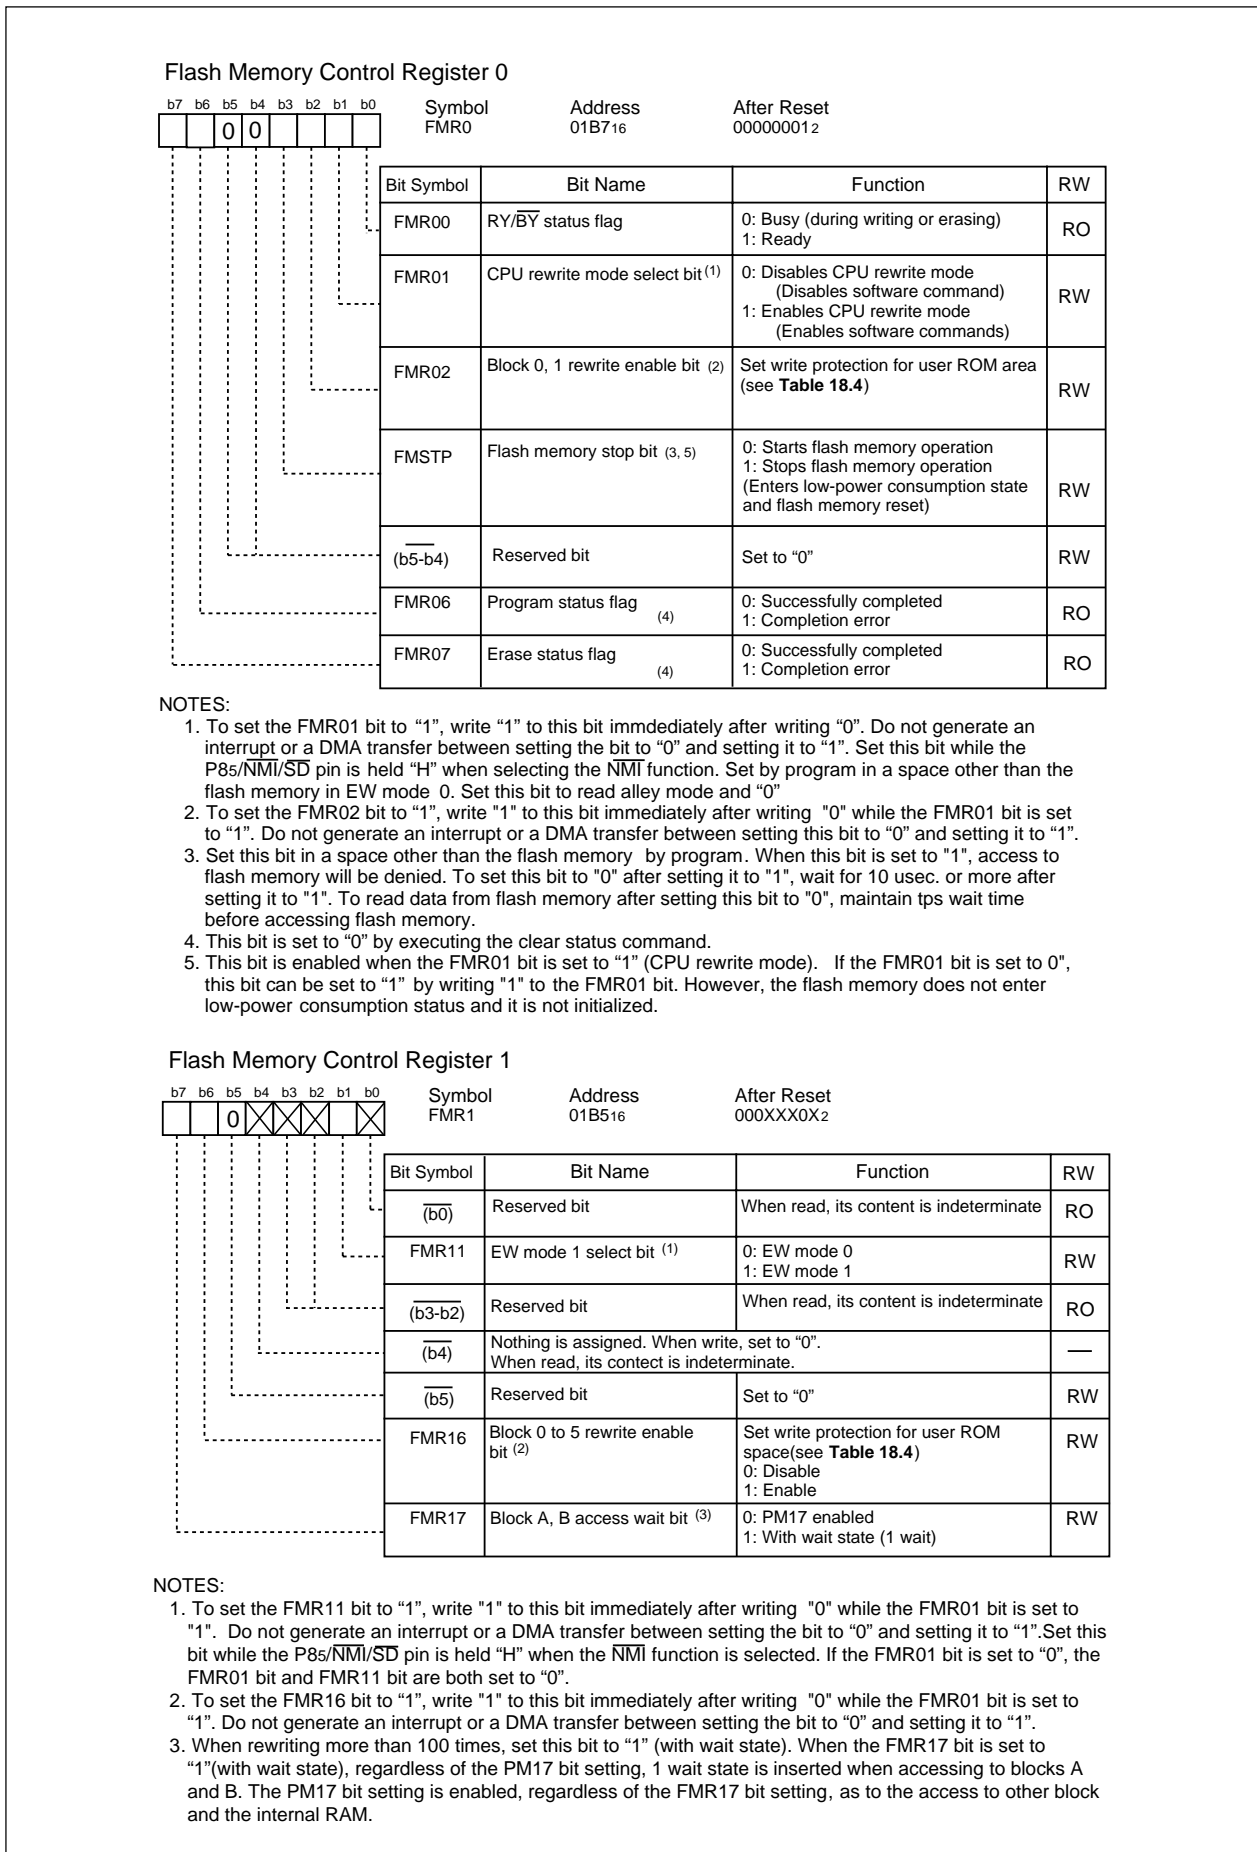 Flash Memory Control Register 0
b7 b6 b5 b4 b3 b2 b1 b0
0 0
Symbol Address After Reset
FMR0 01B716 000000012
Bit Symbol Bit Name Function RW
FMR00 RY/BY status flag 0: Busy (during writing or erasing)
1: Ready RO
FMR01 CPU rewrite mode select bit (1) 0: Disables CPU rewrite mode
(Disables software command)
1: Enables CPU rewrite mode
(Enables software commands) RW
FMR02 Block 0, 1 rewrite enable bit (2) Set write protection for user ROM area
(see Table 18.4) RW
FMSTP Flash memory stop bit (3, 5) 0: Starts flash memory operation
1: Stops flash memory operation
(Enters low-power consumption state
and flash memory reset) RW
(b5-b4) Reserved bit Set to “0” RW
FMR06 Program status flag (4) 0: Successfully completed
1: Completion error RO
FMR07 Erase status flag (4) 0: Successfully completed
1: Completion error RO
NOTES:
1. To set the FMR01 bit to “1”, write “1” to this bit immdediately after writing “0”. Do not generate an
interrupt or a DMA transfer between setting the bit to “0” and setting it to “1”. Set this bit while the
P85/NMI/SD pin is held “H” when selecting the NMI function. Set by program in a space other than the
flash memory in EW mode 0. Set this bit to read alley mode and “0”
2. To set the FMR02 bit to “1”, write "1" to this bit immediately after writing "0" while the FMR01 bit is set
to “1”. Do not generate an interrupt or a DMA transfer between setting this bit to “0” and setting it to “1”.
3. Set this bit in a space other than the flash memory by program. When this bit is set to "1", access to
flash memory will be denied. To set this bit to "0" after setting it to "1", wait for 10 usec. or more after
setting it to "1". To read data from flash memory after setting this bit to "0", maintain tps wait time
before accessing flash memory.
4. This bit is set to “0” by executing the clear status command.
5. This bit is enabled when the FMR01 bit is set to “1” (CPU rewrite mode). If the FMR01 bit is set to 0",
this bit can be set to “1” by writing "1" to the FMR01 bit. However, the flash memory does not enter
low-power consumption status and it is not initialized.
Flash Memory Control Register 1
b7 b6 b5 b4 b3 b2 b1 b0
0
Symbol Address After Reset
FMR1 01B516 000XXX0X2
Bit Symbol Bit Name Function RW
(b0) Reserved bit When read, its content is indeterminate RO
FMR11 EW mode 1 select bit (1) 0: EW mode 0
1: EW mode 1 RW
(b3-b2) Reserved bit When read, its content is indeterminate RO
(b4) Nothing is assigned. When write, set to “0”.
When read, its contect is indeterminate. —
(b5) Reserved bit Set to “0” RW
FMR16 Block 0 to 5 rewrite enable Set write protection for user ROM RW
bit (2) space(see Table 18.4)
0: Disable
1: Enable
FMR17 Block A, B access wait bit (3) 0: PM17 enabled RW
1: With wait state (1 wait)
NOTES:
1. To set the FMR11 bit to “1”, write "1" to this bit immediately after writing "0" while the FMR01 bit is set to
"1". Do not generate an interrupt or a DMA transfer between setting the bit to “0” and setting it to “1”.Set this
bit while the P85/NMI/SD pin is held “H” when the NMI function is selected. If the FMR01 bit is set to “0”, the
FMR01 bit and FMR11 bit are both set to “0”.
2. To set the FMR16 bit to “1”, write "1" to this bit immediately after writing "0" while the FMR01 bit is set to
“1”. Do not generate an interrupt or a DMA transfer between setting the bit to “0” and setting it to “1”.
3. When rewriting more than 100 times, set this bit to “1” (with wait state). When the FMR17 bit is set to
“1”(with wait state), regardless of the PM17 bit setting, 1 wait state is inserted when accessing to blocks A
and B. The PM17 bit setting is enabled, regardless of the FMR17 bit setting, as to the access to other block
and the internal RAM.